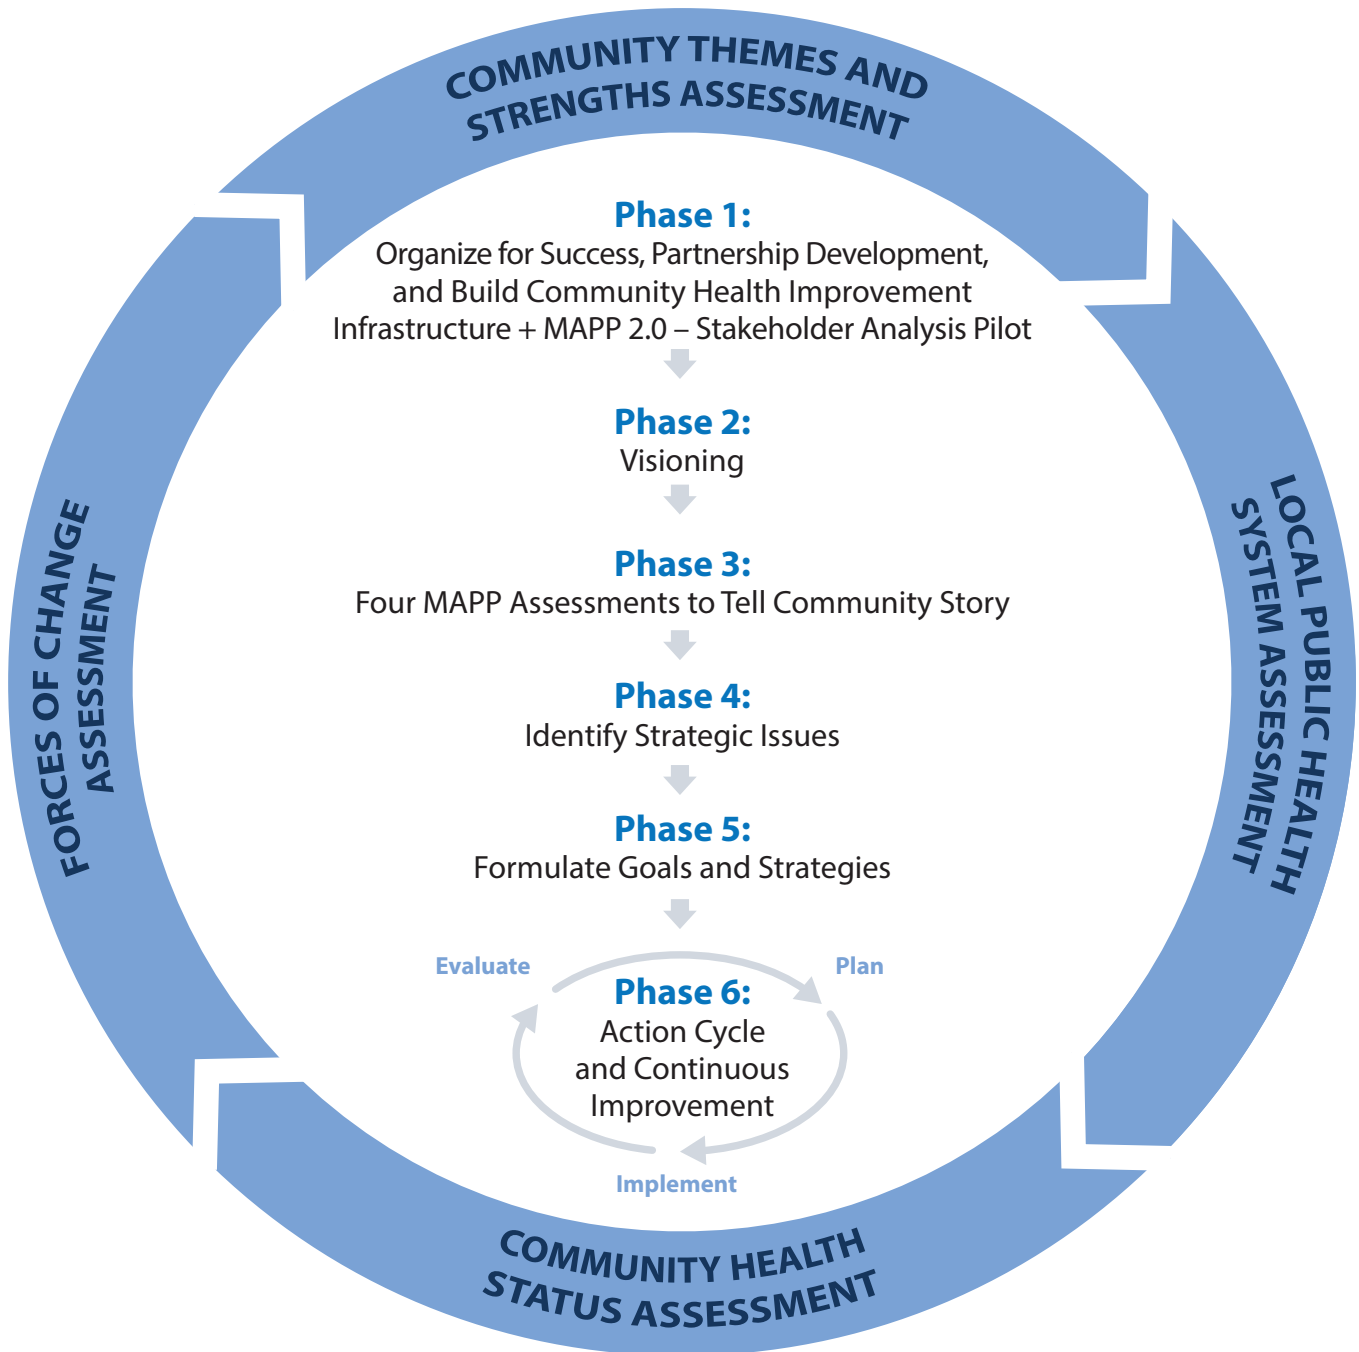 COMMUNITY THEMES AND
STRENGTHS ASSESSMENT
Phase 1:
Organize for Success, Partnership Development,
and Build Community Health Improvement
Infrastructure + MAPP 2.0 – Stakeholder Analysis Pilot
Phase 2:
Visioning
Phase 3:
Four MAPP Assessments to Tell Community Story
Phase 4:
Identify Strategic Issues
Phase 5:
Formulate Goals and Strategies
Evaluate
Plan
Phase 6:
Action Cycle
and Continuous
Improvement
Implement
LOCAL PUBLIC HEALTH
SYSTEM ASSESSMENT
COMMUNITY HEALTH
STATUS ASSESSMENT
FORCES OF CHANGE
ASSESSMENT